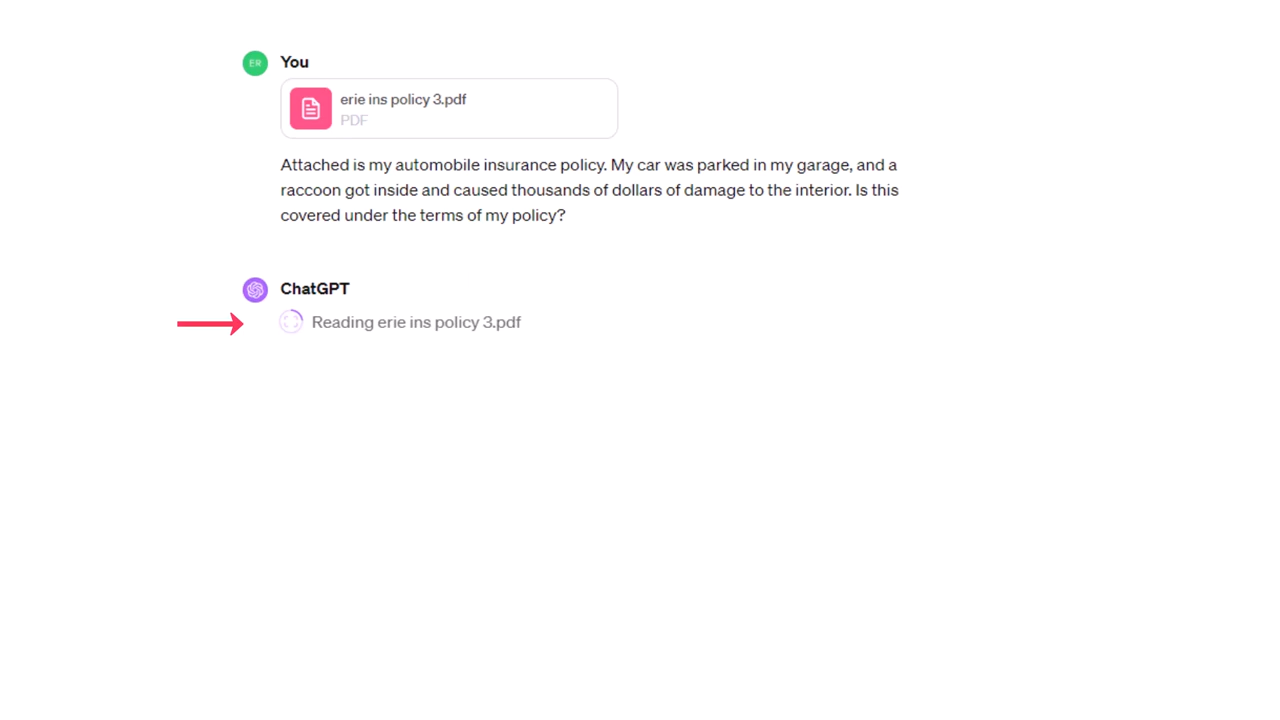 ER
You
erie ins policy 3.pdf
PDF
Attached is my automobile insurance policy. My car was parked in my garage, and a
raccoon got inside and caused thousands of dollars of damage to the interior. Is this
covered under the terms of my policy?
ChatGPT
Reading erie ins policy 3.pdf